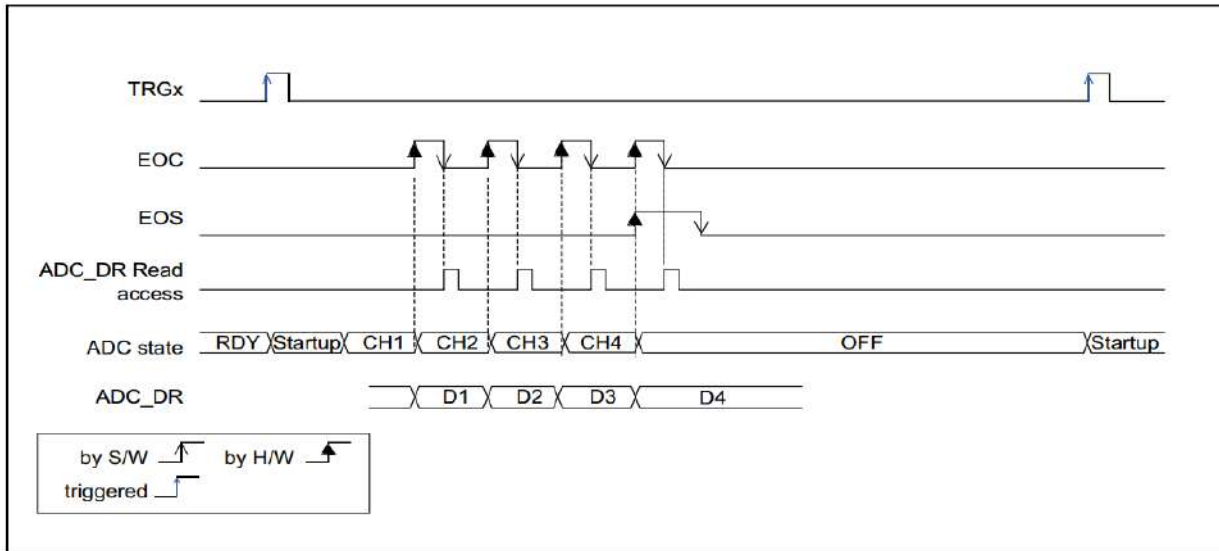 TRGx
EOC
EOS
ADC_DR Read
access
ADC state RDY Startup CH1 CH2 CH3 CH4 OFF Startup
ADC_DR D1 D2 D3 D4
by S/W by H/W
triggered